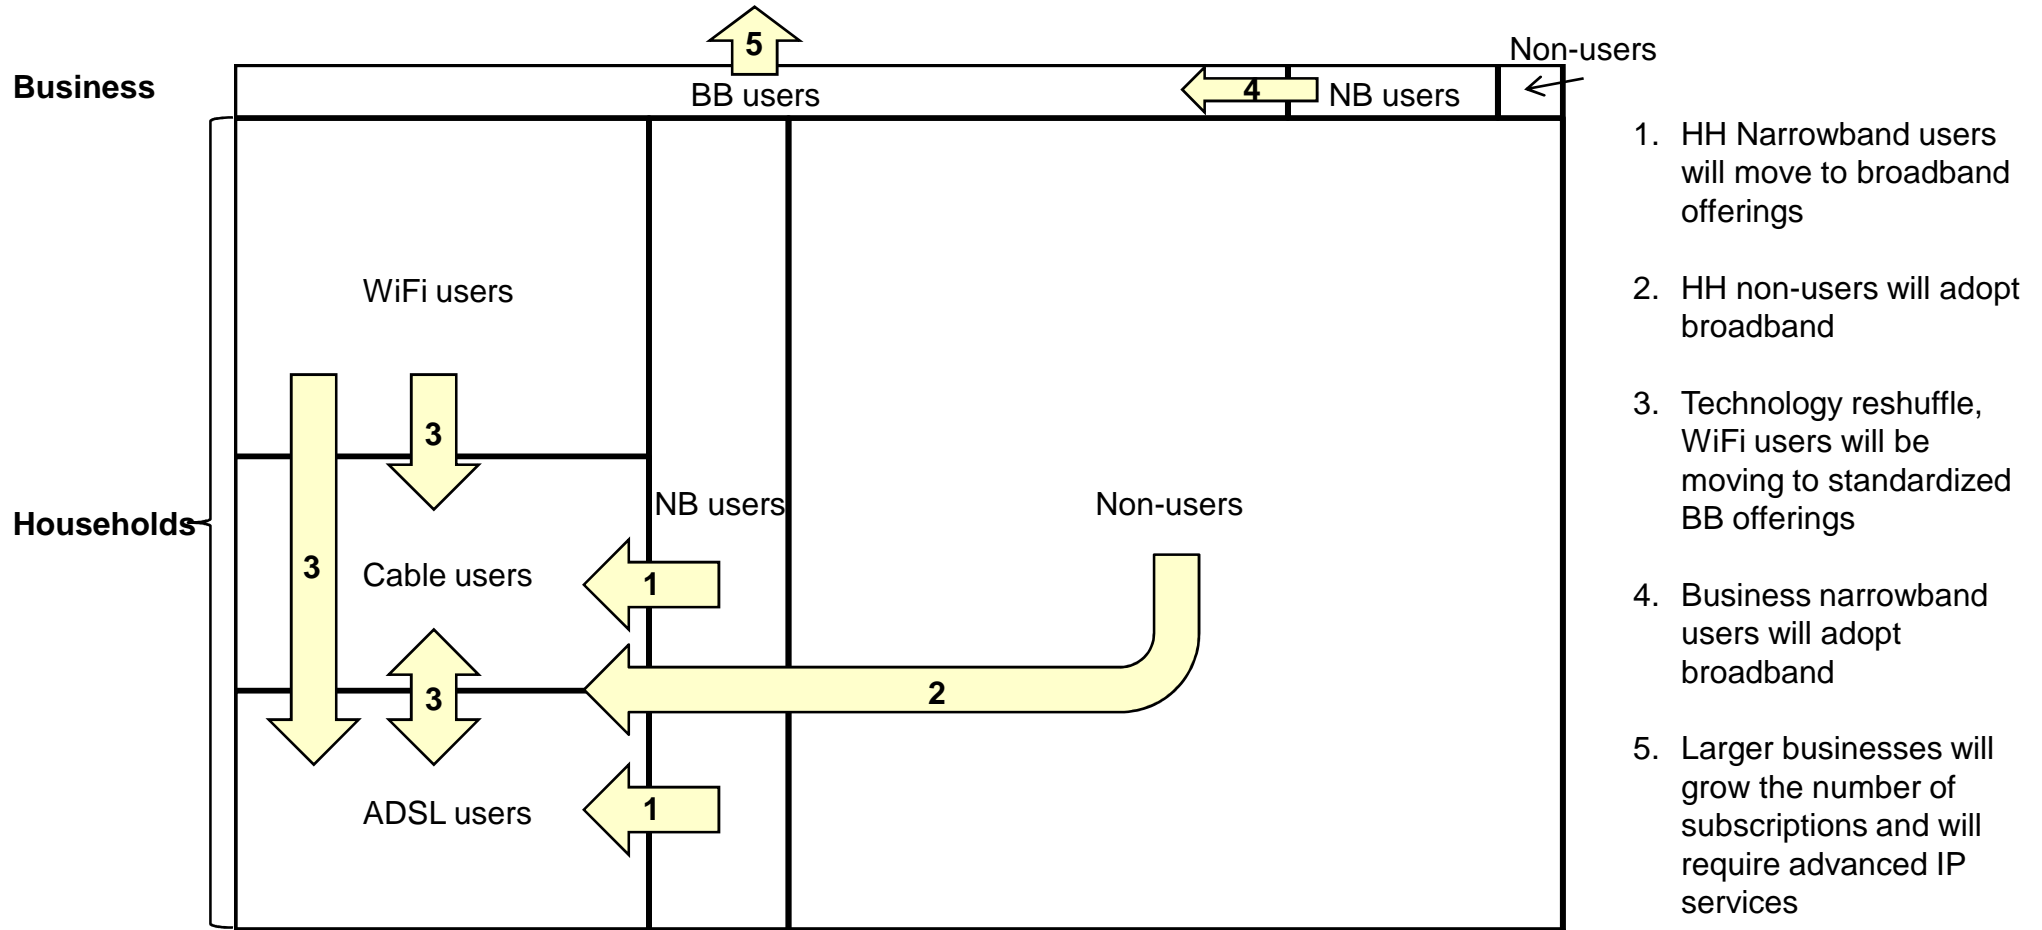 5
Non-users
Business
BB users
4
NB users
1. HH Narrowband users
will move to broadband
offerings
WiFi users
2. HH non-users will adopt
broadband
3. Technology reshuffle,
WiFi users will be
moving to standardized
BB offerings
3
NB users
Non-users
Households
3
Cable users
1
4. Business narrowband
users will adopt
broadband
3
2
5. Larger businesses will
grow the number of
subscriptions and will
require advanced IP
services
ADSL users
1